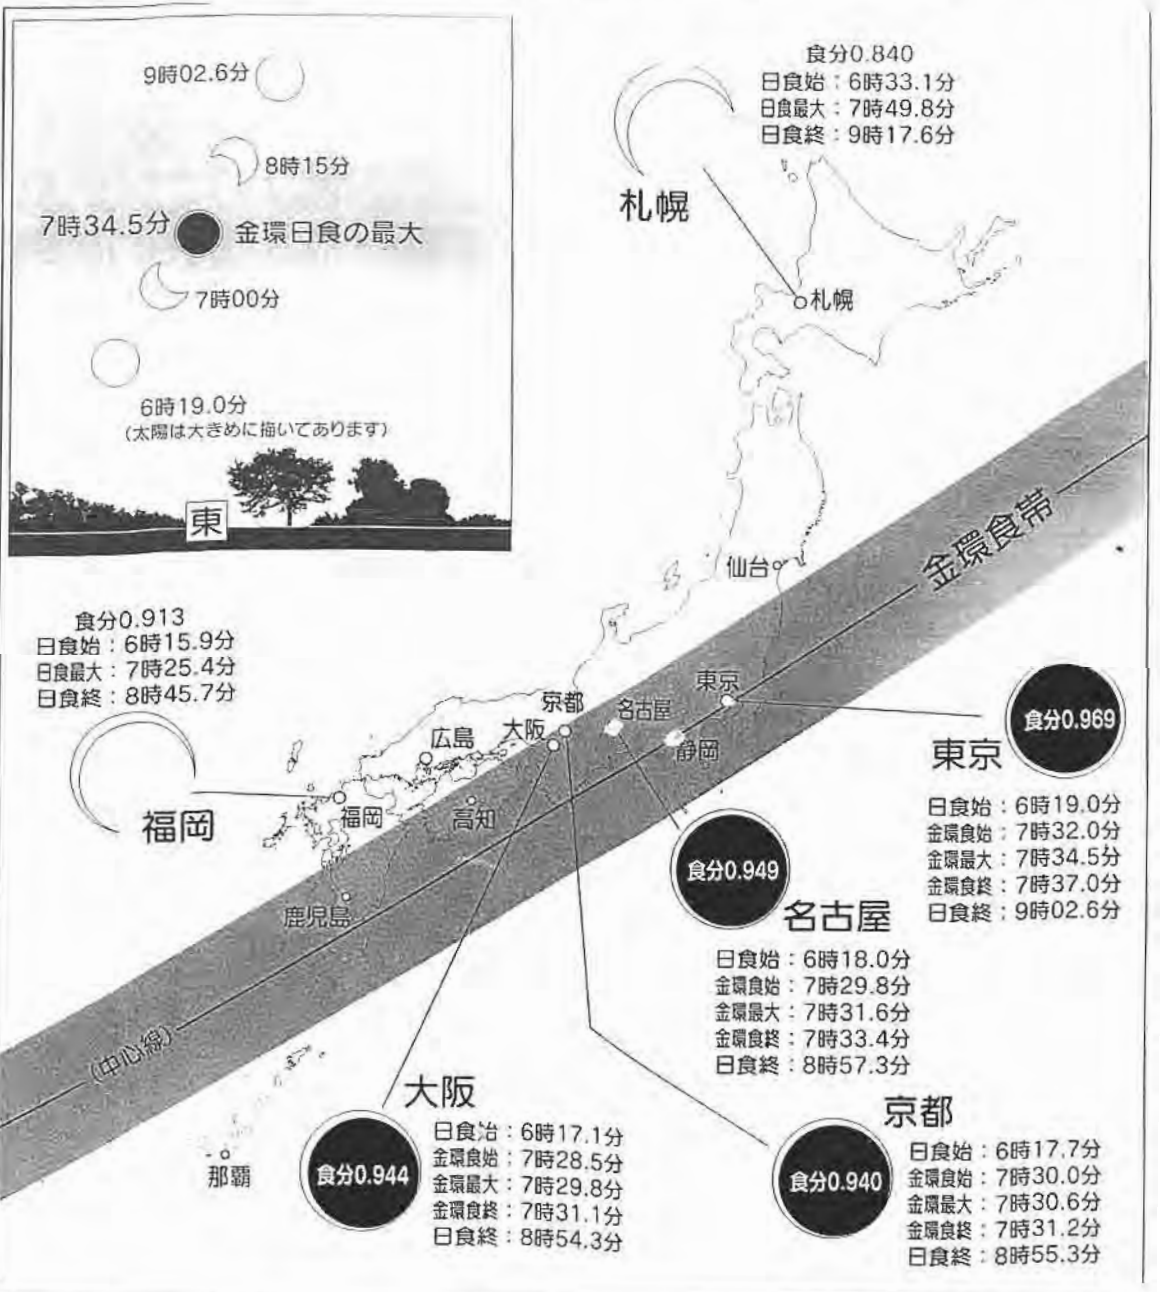 9時02.6分
8時15分
7時34.5分
金環日食の最大
7時00分
6時19.0分
(太陽は大きめに描いてあります)
東
食分0.840
日食始：6時33.1分
日食最大：7時49.8分
日食終：9時17.6分
札幌
札幌
仙台
金環食帯
食分0.913
日食始：6時15.9分
日食最大：7時25.4分
日食終：8時45.7分
福岡
福岡
広島
大阪
京都
名古屋
東京
静岡
高知
鹿児島
(中心線)
那覇
食分0.969
東京
日食始：6時19.0分
金環食始：7時32.0分
金環最大：7時34.5分
金環食終：7時37.0分
日食終：9時02.6分
食分0.949
名古屋
日食始：6時18.0分
金環食始：7時29.8分
金環最大：7時31.6分
金環食終：7時33.4分
日食終：8時57.3分
大阪
食分0.944
日食始：6時17.1分
金環食始：7時28.5分
金環最大：7時29.8分
金環食終：7時31.1分
日食終：8時54.3分
京都
食分0.940
日食始：6時17.7分
金環食始：7時30.0分
金環最大：7時30.6分
金環食終：7時31.2分
日食終：8時55.3分